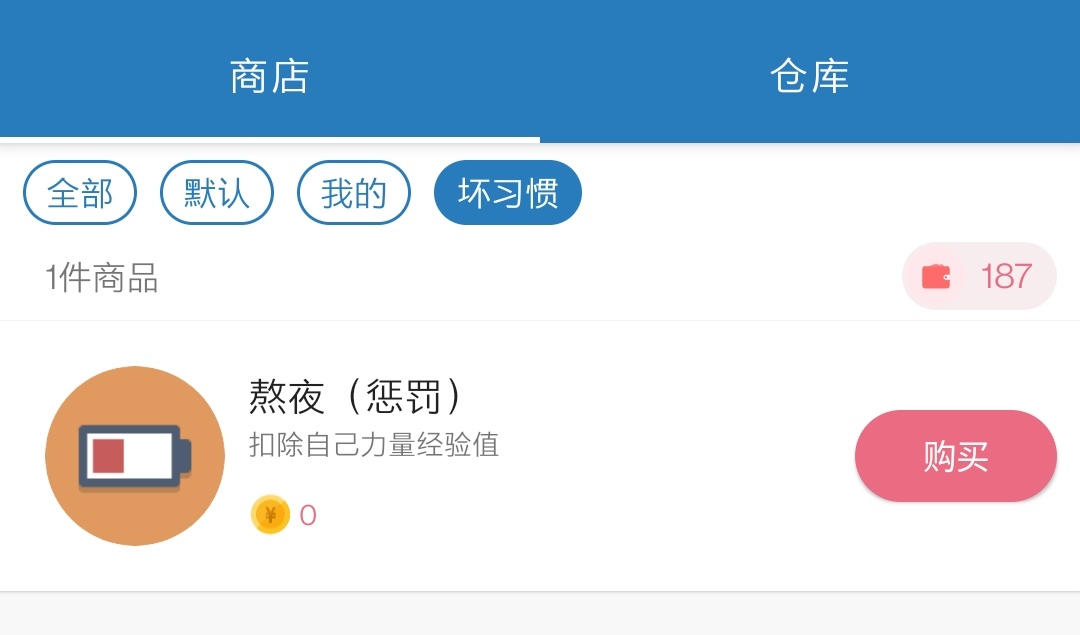 商店
仓库
全部
默认
我的
坏习惯
1件商品
187
熬夜（惩罚）
扣除自己力量经验值
¥ 0
购买